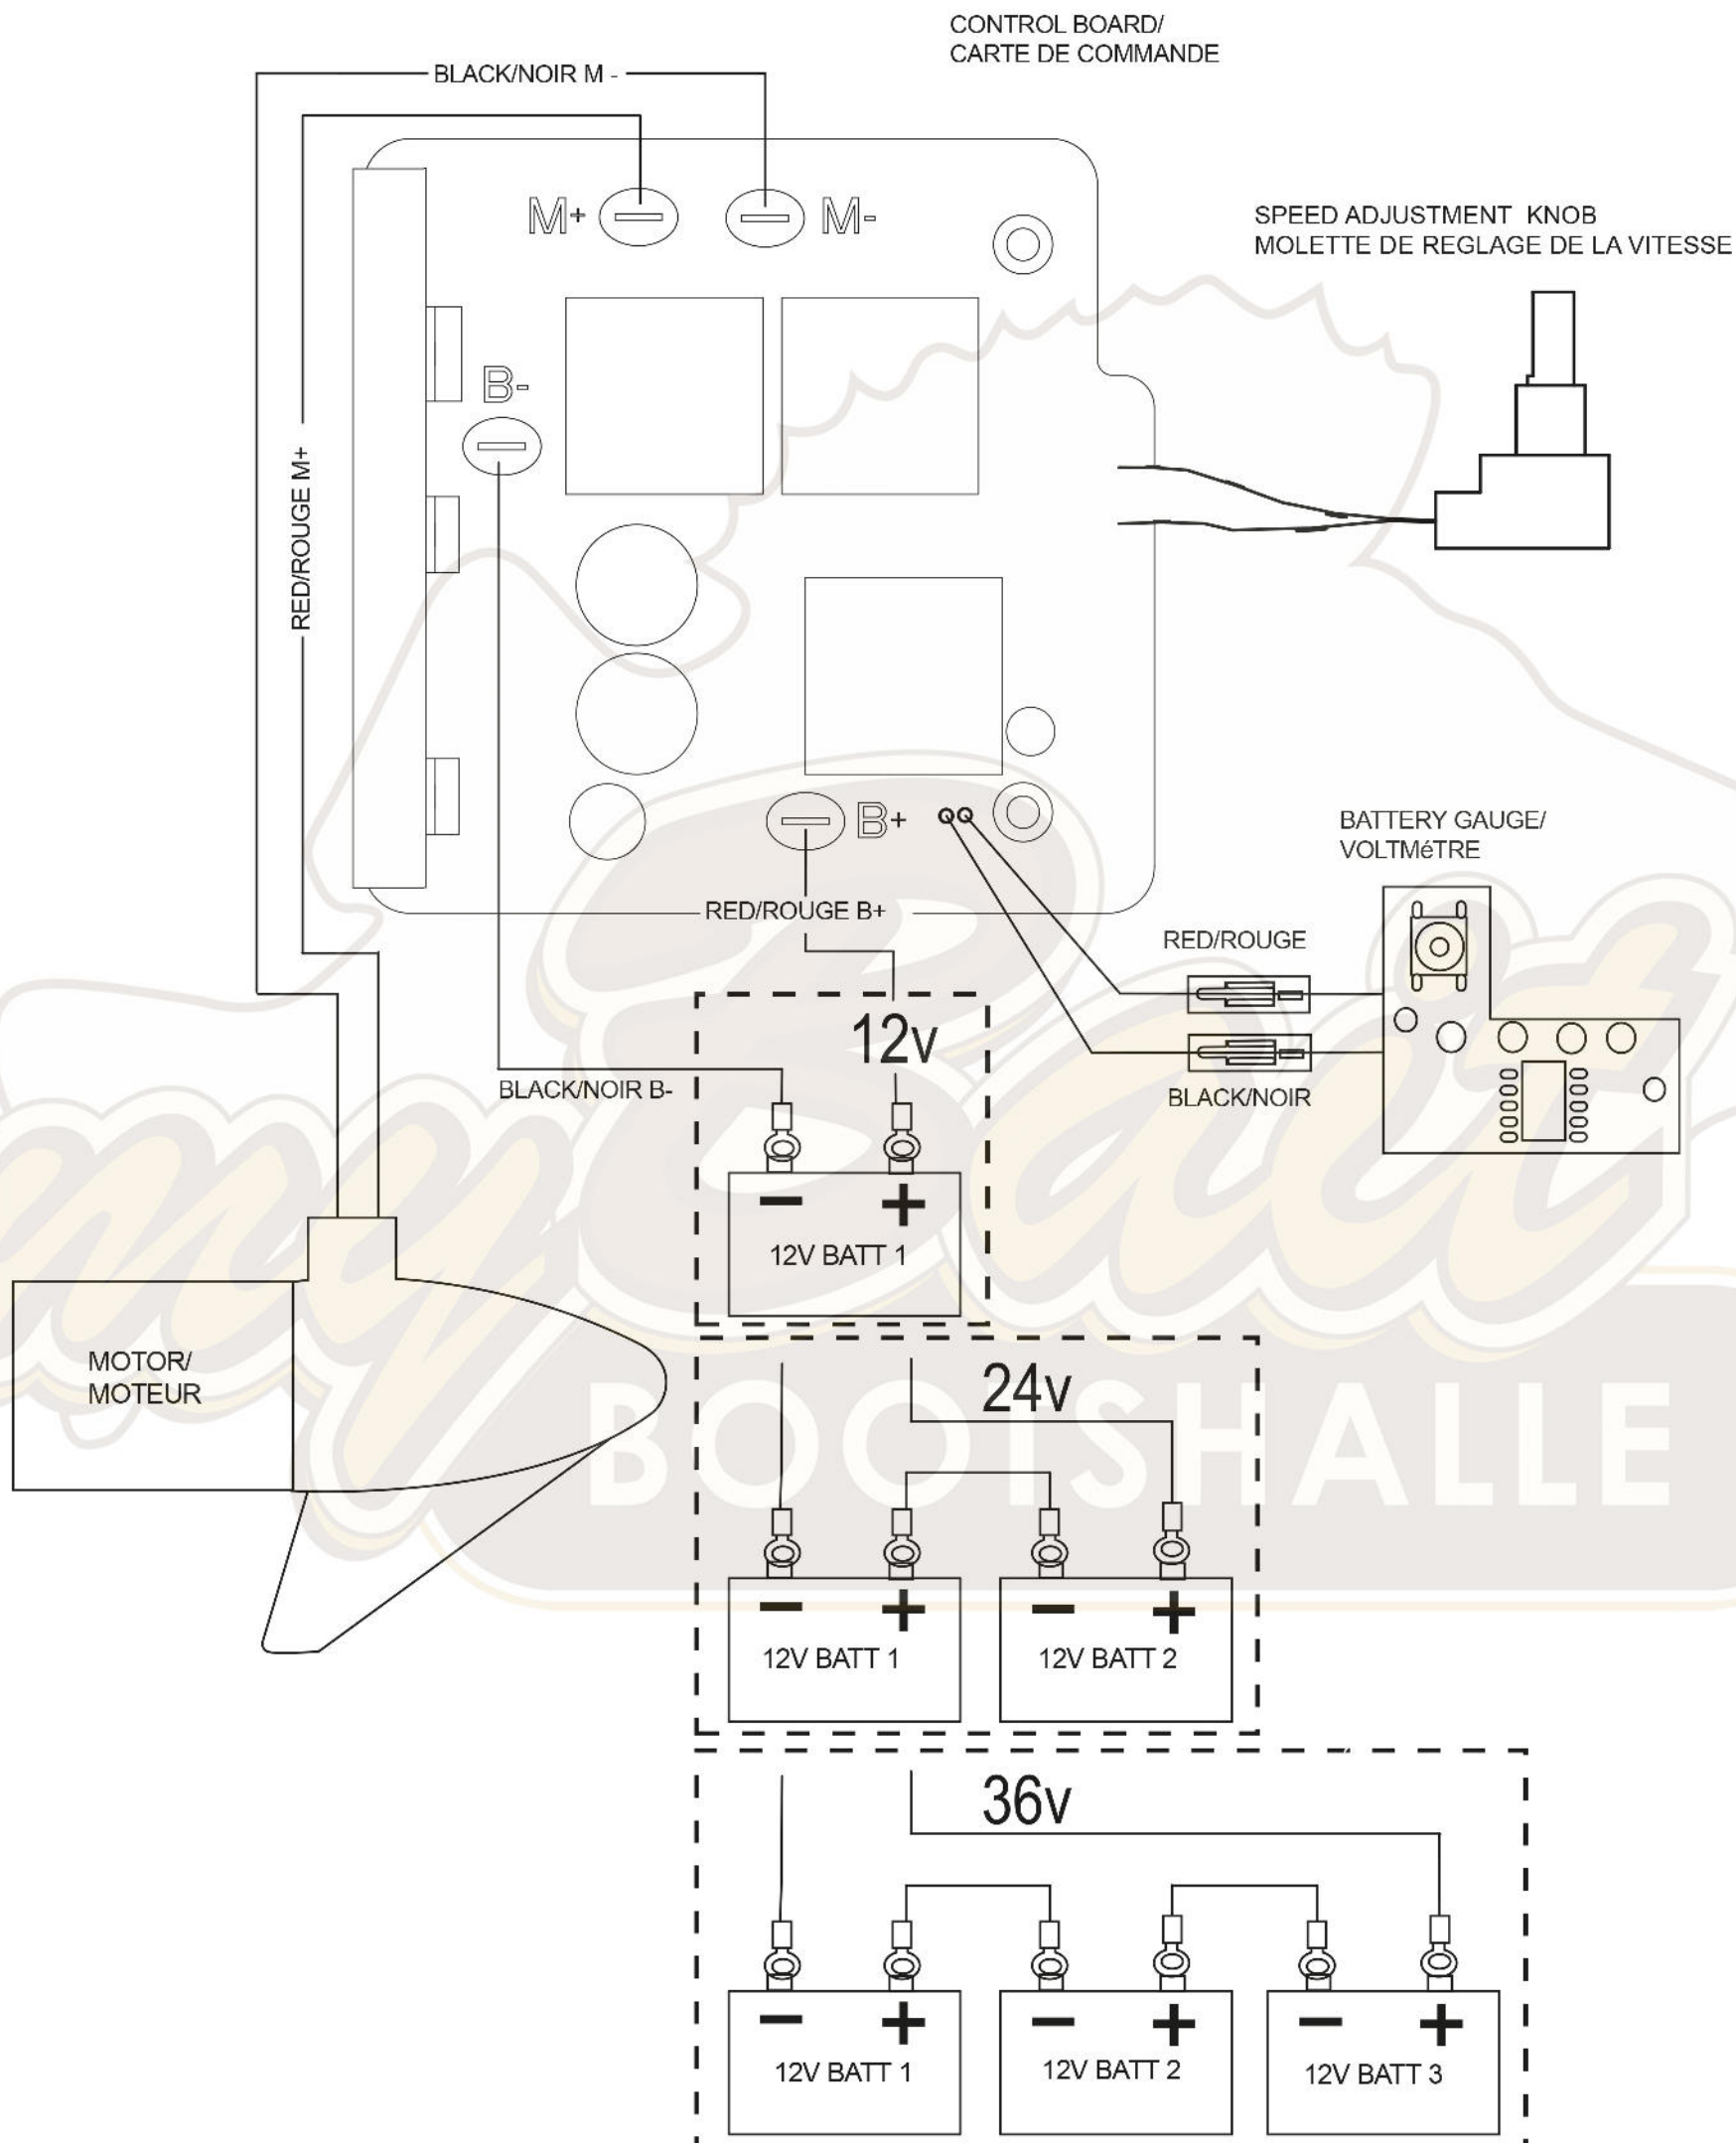 CONTROL BOARD/
CARTE DE COMMANDE
BLACK/NOIR M -
M+
M-
SPEED ADJUSTMENT KNOB
MOLETTE DE REGLAGE DE LA VITESSE
B-
RED/ROUGE M+
B+
BATTERY GAUGE/
VOLTMéTRE
RED/ROUGE B+
RED/ROUGE
12v
BLACK/NOIR B-
BLACK/NOIR
- +
12V BATT 1
MOTOR/
MOTEUR
24v
- + - +
12V BATT 1
12V BATT 2
36v
- + - + - +
12V BATT 1
12V BATT 2
12V BATT 3
my Bait
BOOTSHALLE